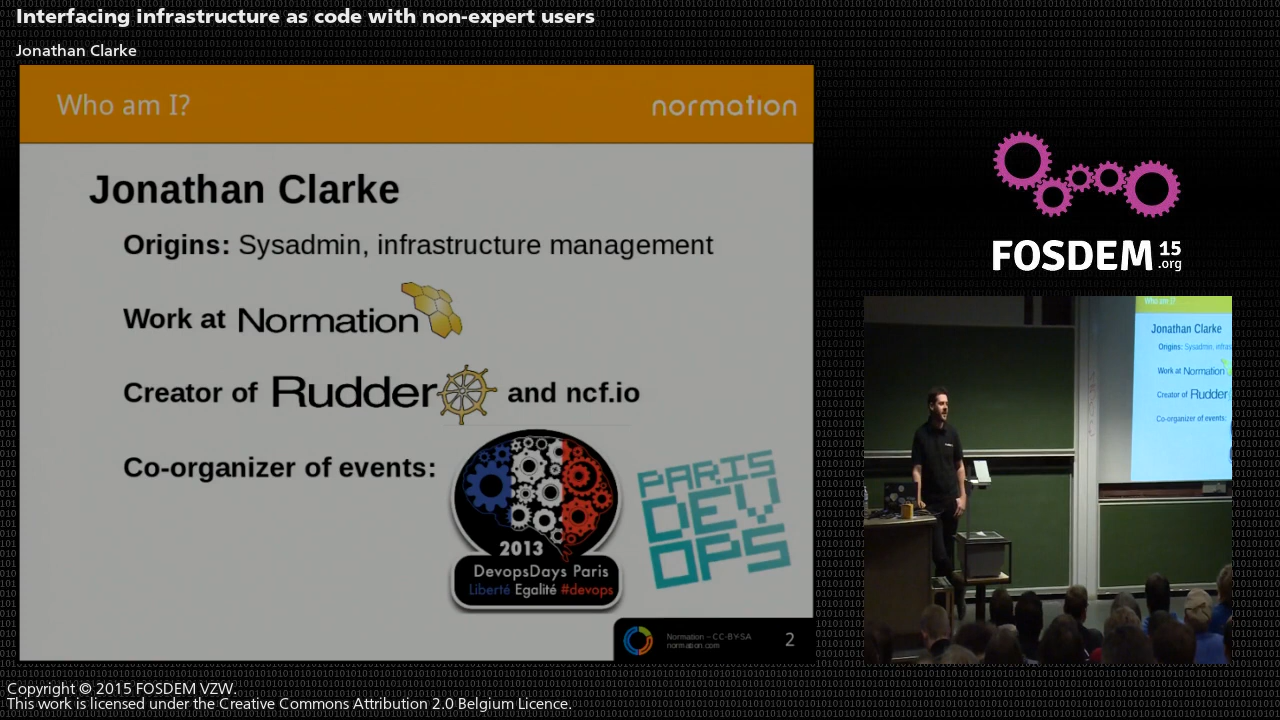 Interfacing infrastructure as code with non-expert users
Jonathan Clarke
Who am I?
normation
Jonathan Clarke
Origins: Sysadmin, infrastructure management
Work at Normation
Creator of Rudder and ncf.io
Co-organizer of events:
2013
DevopsDays Paris
Liberté Egalité #devops
PARIS
DEV
OPS
Normation – CC-BY-SA
normation.com
2
FOSDEM 15
.org
Who am I?
Jonathan Clarke
Origins: Sysadmin, infras
Work at Normation
Creator of Rudder
Co-organizer of events:
Copyright © 2015 FOSDEM VZW.
This work is licensed under the Creative Commons Attribution 2.0 Belgium Licence.